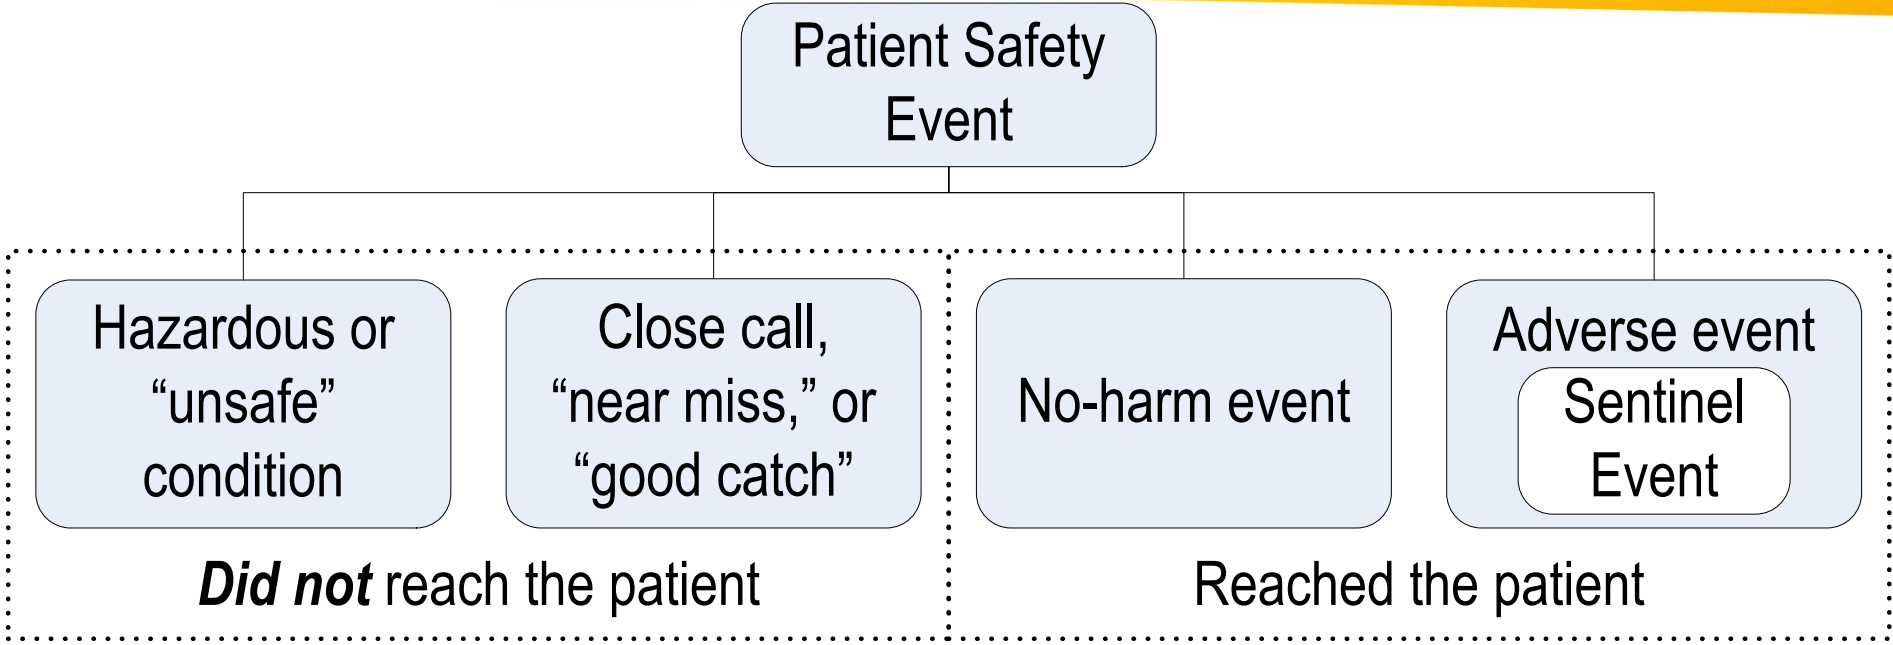 Patient Safety
Event
Hazardous or
“unsafe”
condition
Close call,
“near miss,” or
“good catch”
No-harm event
Adverse event
Sentinel
Event
Did not reach the patient
Reached the patient